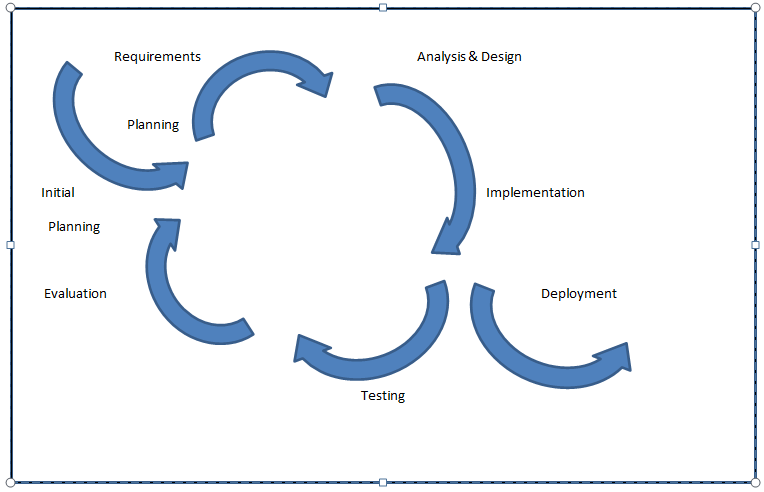 Requirements
Analysis & Design
Planning
Initial
Implementation
Planning
Evaluation
Deployment
Testing